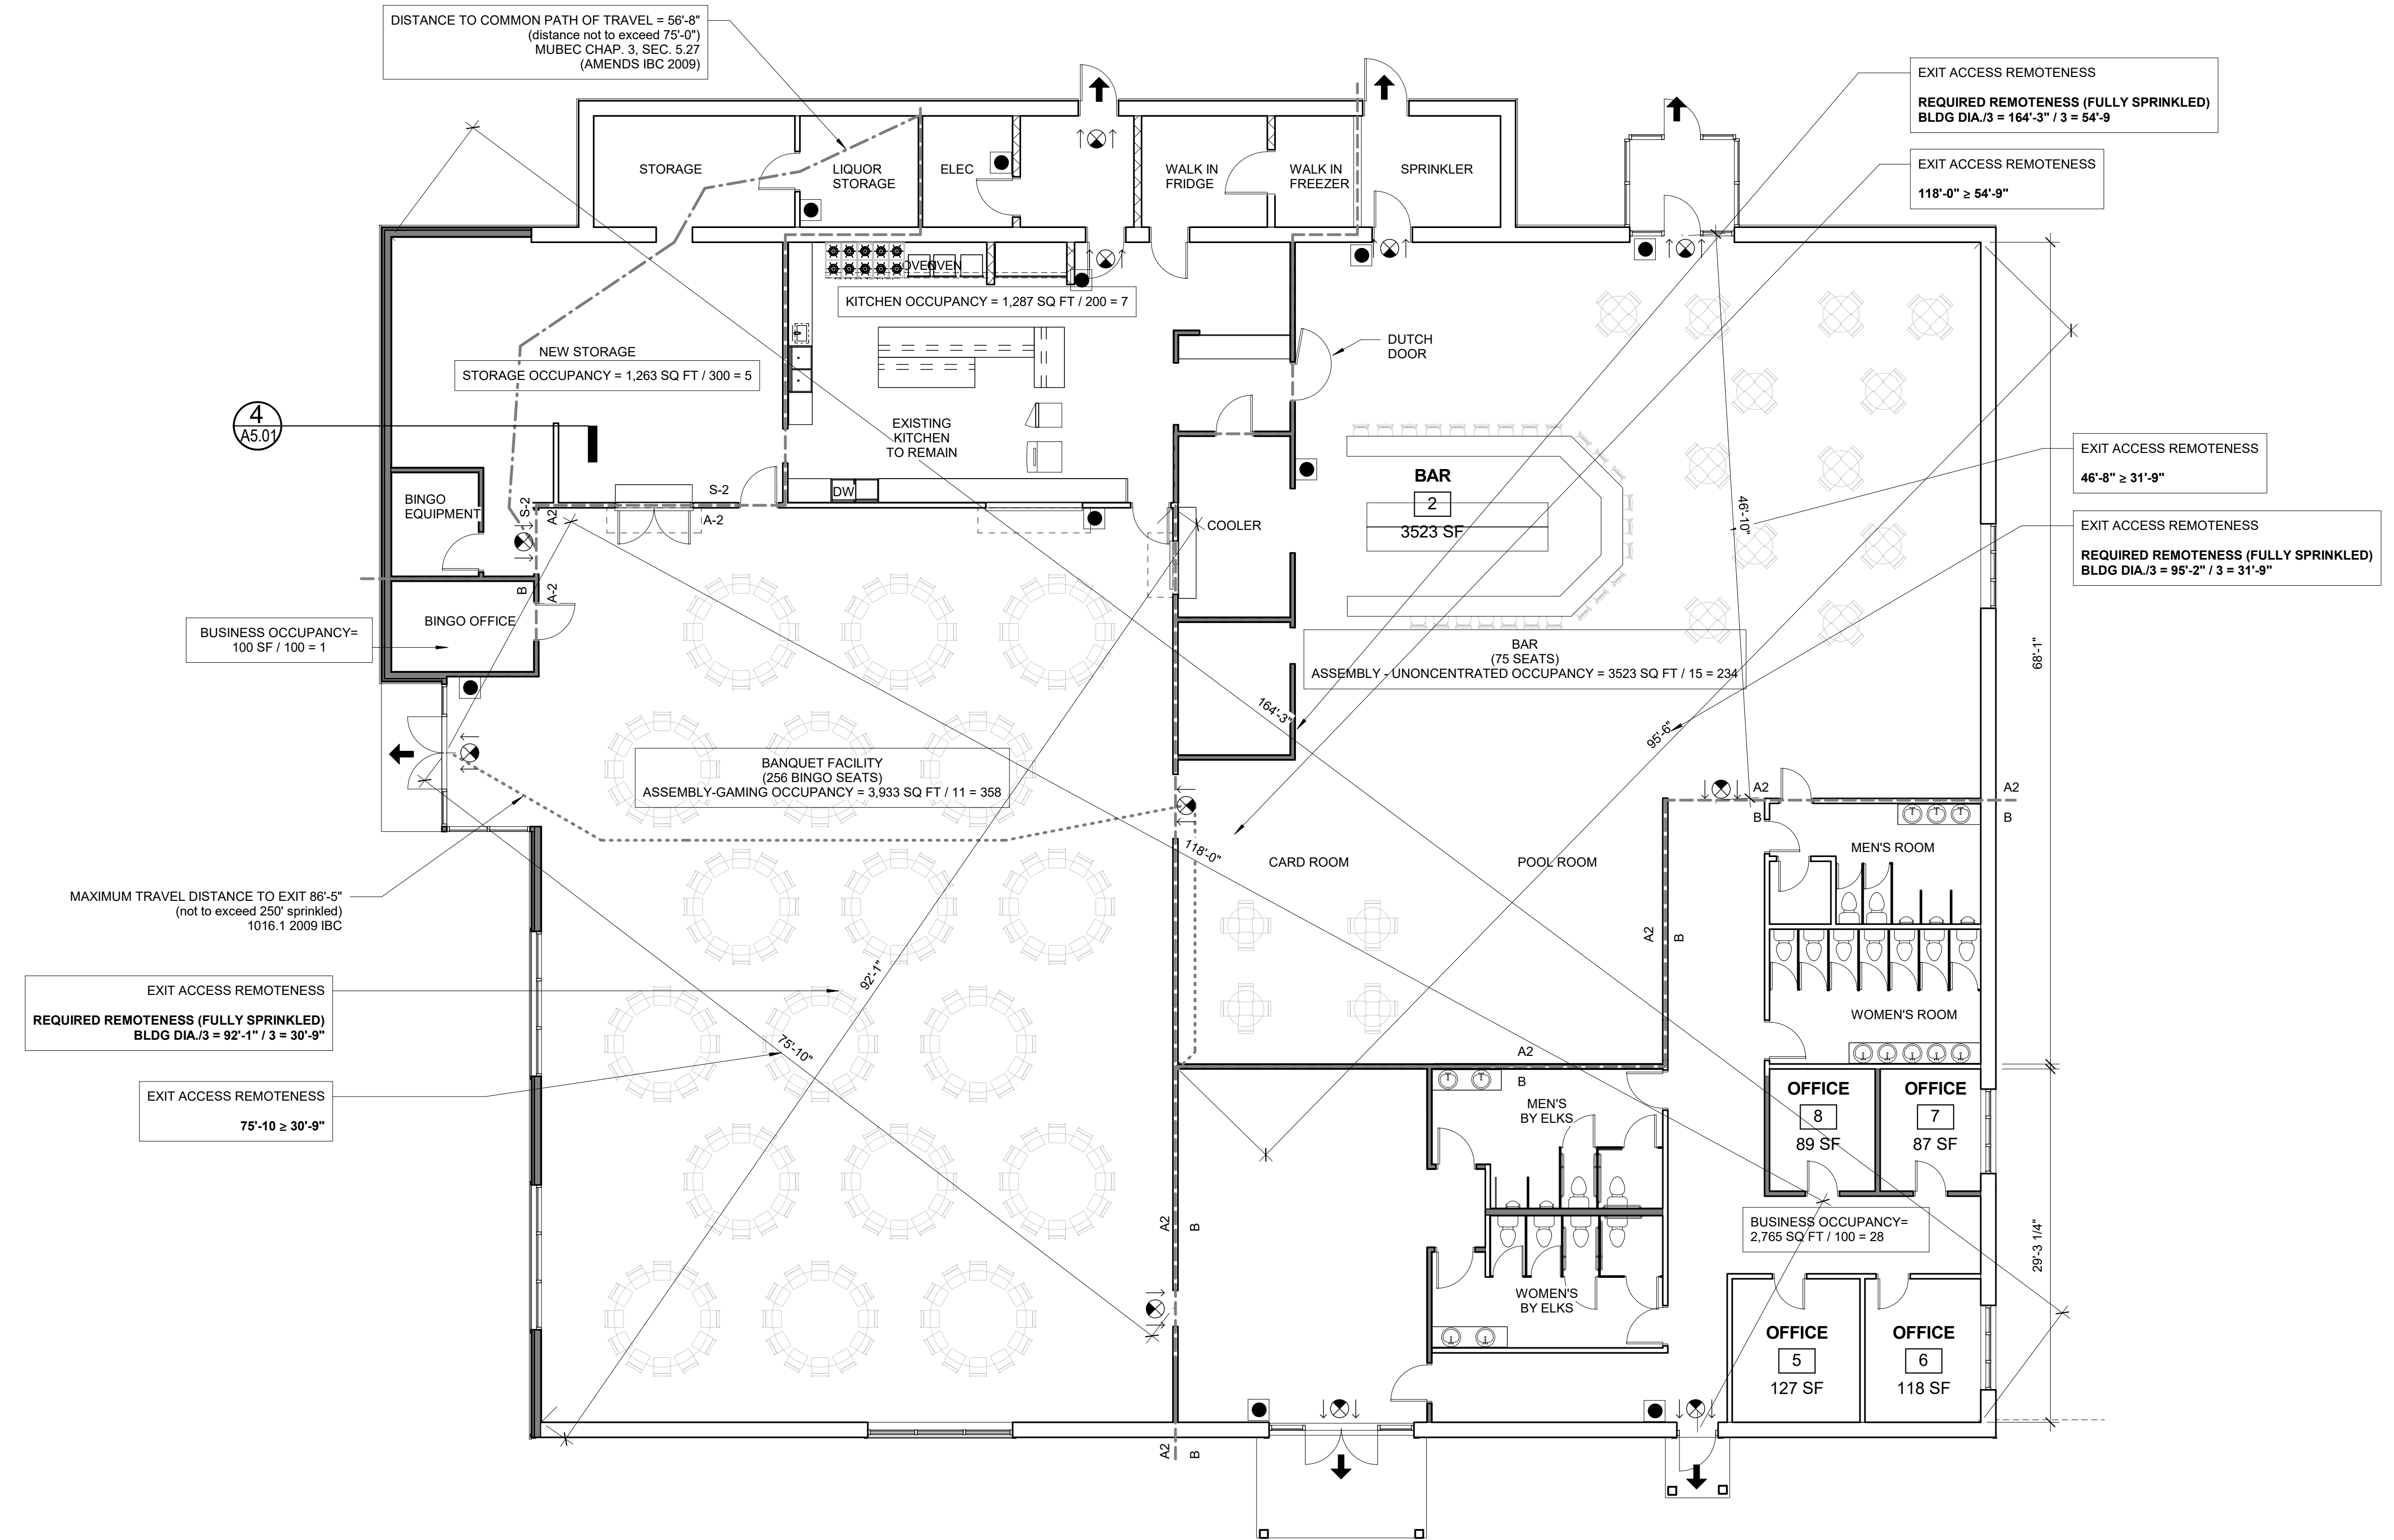 DISTANCE TO COMMON PATH OF TRAVEL = 56'-8"
(distance not to exceed 75'-0")
MUBEC CHAP. 3, SEC. 5.27
(AMENDS IBC 2009)
EXIT ACCESS REMOTENESS
REQUIRED REMOTENESS (FULLY SPRINKLED)
BLDG DIA./3 = 164'-3" / 3 = 54'-9
EXIT ACCESS REMOTENESS
118'-0" ≥ 54'-9"
STORAGE
LIQUOR
STORAGE
ELEC
WALK IN
FRIDGE
WALK IN
FREEZER
SPRINKLER
OVEN
OVEN
KITCHEN OCCUPANCY = 1,287 SQ FT / 200 = 7
DUTCH
DOOR
NEW STORAGE
STORAGE OCCUPANCY = 1,263 SQ FT / 300 = 5
4
A5.01
EXISTING
KITCHEN
TO REMAIN
BAR
2
3523 SF
46'-10"
EXIT ACCESS REMOTENESS
46'-8" ≥ 31'-9"
EXIT ACCESS REMOTENESS
REQUIRED REMOTENESS (FULLY SPRINKLED)
BLDG DIA./3 = 95'-2" / 3 = 31'-9"
BINGO
EQUIPMENT
S-2
A2
S-2
A-2
DW
COOLER
B
A-2
BINGO OFFICE
BUSINESS OCCUPANCY=
100 SF / 100 = 1
BAR
(75 SEATS)
ASSEMBLY - UNONCENTRATED OCCUPANCY = 3523 SQ FT / 15 = 234
68'-1"
164'-3"
95'-6"
BANQUET FACILITY
(256 BINGO SEATS)
ASSEMBLY-GAMING OCCUPANCY = 3,933 SQ FT / 11 = 358
A2
B
A2
B
118'-0"
CARD ROOM
POOL ROOM
MEN'S ROOM
MAXIMUM TRAVEL DISTANCE TO EXIT 86'-5"
(not to exceed 250' sprinkled)
1016.1 2009 IBC
A2
B
92'-1"
EXIT ACCESS REMOTENESS
REQUIRED REMOTENESS (FULLY SPRINKLED)
BLDG DIA./3 = 92'-1" / 3 = 30'-9"
WOMEN'S ROOM
75'-10"
A2
B
EXIT ACCESS REMOTENESS
75'-10 ≥ 30'-9"
MEN'S
BY ELKS
OFFICE
8
89 SF
OFFICE
7
87 SF
A2
B
BUSINESS OCCUPANCY=
2,765 SQ FT / 100 = 28
29'-3 1/4"
WOMEN'S
BY ELKS
OFFICE
5
127 SF
OFFICE
6
118 SF
A2
B